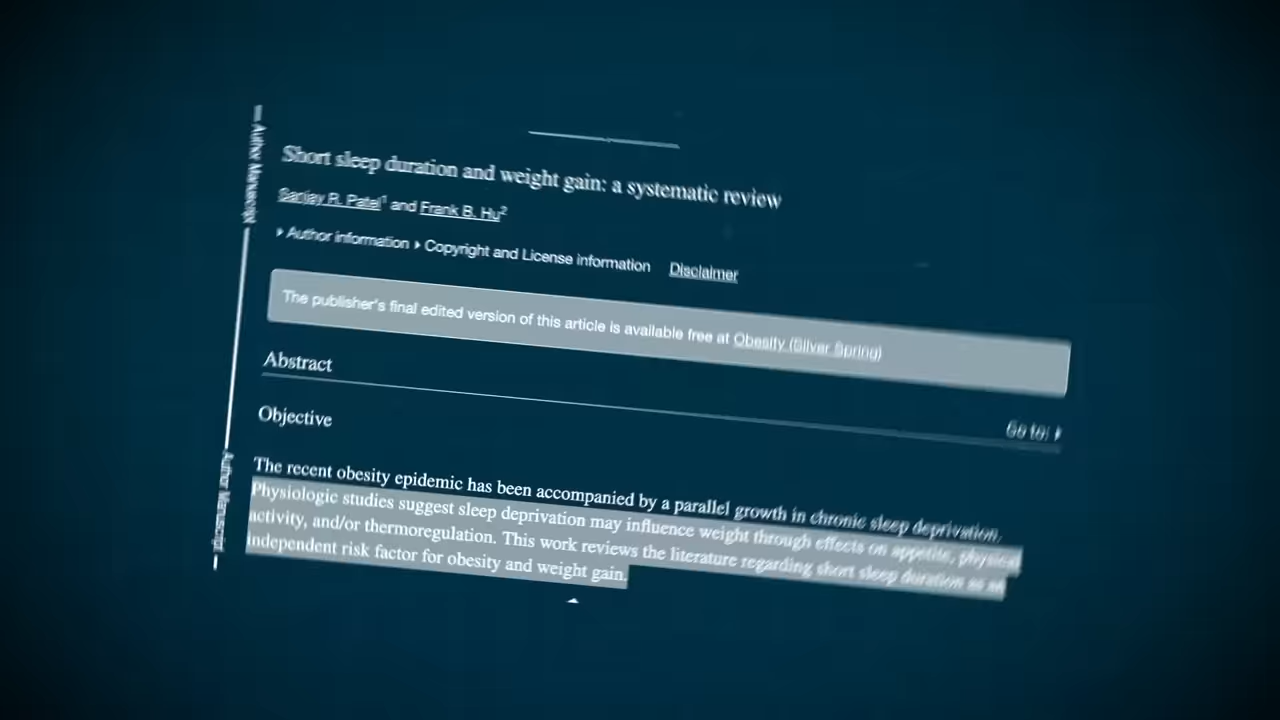 Short sleep duration and weight gain: a systematic review
Sanjay R. Patel1 and Frank B. Hu2
Author information Copyright and License information Disclaimer
The publisher's final edited version of this article is available free at Obesity (Silver Spring)
Abstract
Go to:
Objective
The recent obesity epidemic has been accompanied by a parallel growth in chronic sleep deprivation.
Physiologic studies suggest sleep deprivation may influence weight through effects on appetite, physical
activity, and/or thermoregulation. This work reviews the literature regarding short sleep duration as an
independent risk factor for obesity and weight gain.
Author Manuscript
Author Manuscript